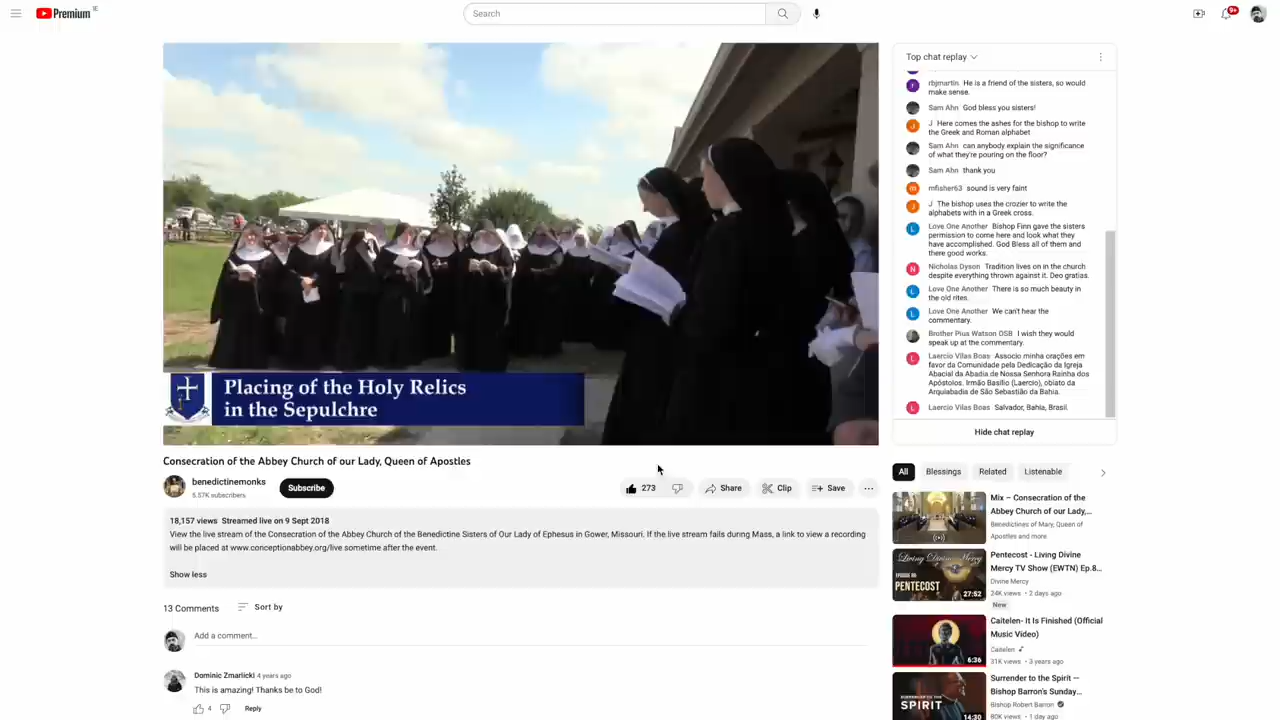 Premium
IE
Search
9+
Placing of the Holy Relics
in the Sepulchre
Consecration of the Abbey Church of our Lady, Queen of Apostles
benedictinemonks
5.57K subscribers
Subscribe
273
Share
Clip
Save
18,157 views Streamed live on 9 Sept 2018
View the live stream of the Consecration of the Abbey Church of the Benedictine Sisters of Our Lady of Ephesus in Gower, Missouri. If the live stream fails during Mass, a link to view a recording
will be placed at www.conceptionabbey.org/live sometime after the event.
Show less
13 Comments
Sort by
Add a comment...
Dominic Zmarlicki 4 years ago
This is amazing! Thanks be to God!
4
Reply
Top chat replay
rbjmartin He is a friend of the sisters, so would
make sense.
Sam Ahn God bless you sisters!
J
J Here comes the ashes for the bishop to write
the Greek and Roman alphabet
Sam Ahn can anybody explain the significance
of what they're pouring on the floor?
Sam Ahn thank you
m
mfisher63 sound is very faint
J
J The bishop uses the crozier to write the
alphabets with in a Greek cross.
L
Love One Another Bishop Finn gave the sisters
permission to come here and look what they
have accomplished. God Bless all of them and
there good works.
N
Nicholas Dyson Tradition lives on in the church
despite everything thrown against it. Deo gratias.
L
Love One Another There is so much beauty in
the old rites.
L
Love One Another We can't hear the
commentary.
Brother Pius Watson OSB I wish they would
speak up at the commentary.
L
Laercio Vilas Boas Associo minha orações em
favor da Comunidade pela Dedicação da Igreja
Abacial da Abadia de Nossa Senhora Rainha dos
Apóstolos. Irmão Basílio (Laercio), oblato da
Arquiabadia de São Sebastião da Bahia.
L
Laercio Vilas Boas Salvador, Bahia, Brasil.
Hide chat replay
All
Blessings
Related
Listenable
Mix – Consecration of the
Abbey Church of our Lady,...
Benedictines of Mary, Queen of
Apostles and more
Living Divine Mercy
PENTECOST
27:52
Pentecost - Living Divine
Mercy TV Show (EWTN) Ep.8...
Divine Mercy
24K views • 2 days ago
New
6:36
Caitelen- It Is Finished (Official
Music Video)
Caitelen
31K views • 3 years ago
SURRENDER TO THE
SPIRIT
14:30
Surrender to the Spirit —
Bishop Barron's Sunday...
Bishop Robert Barron
80K views • 1 day ago